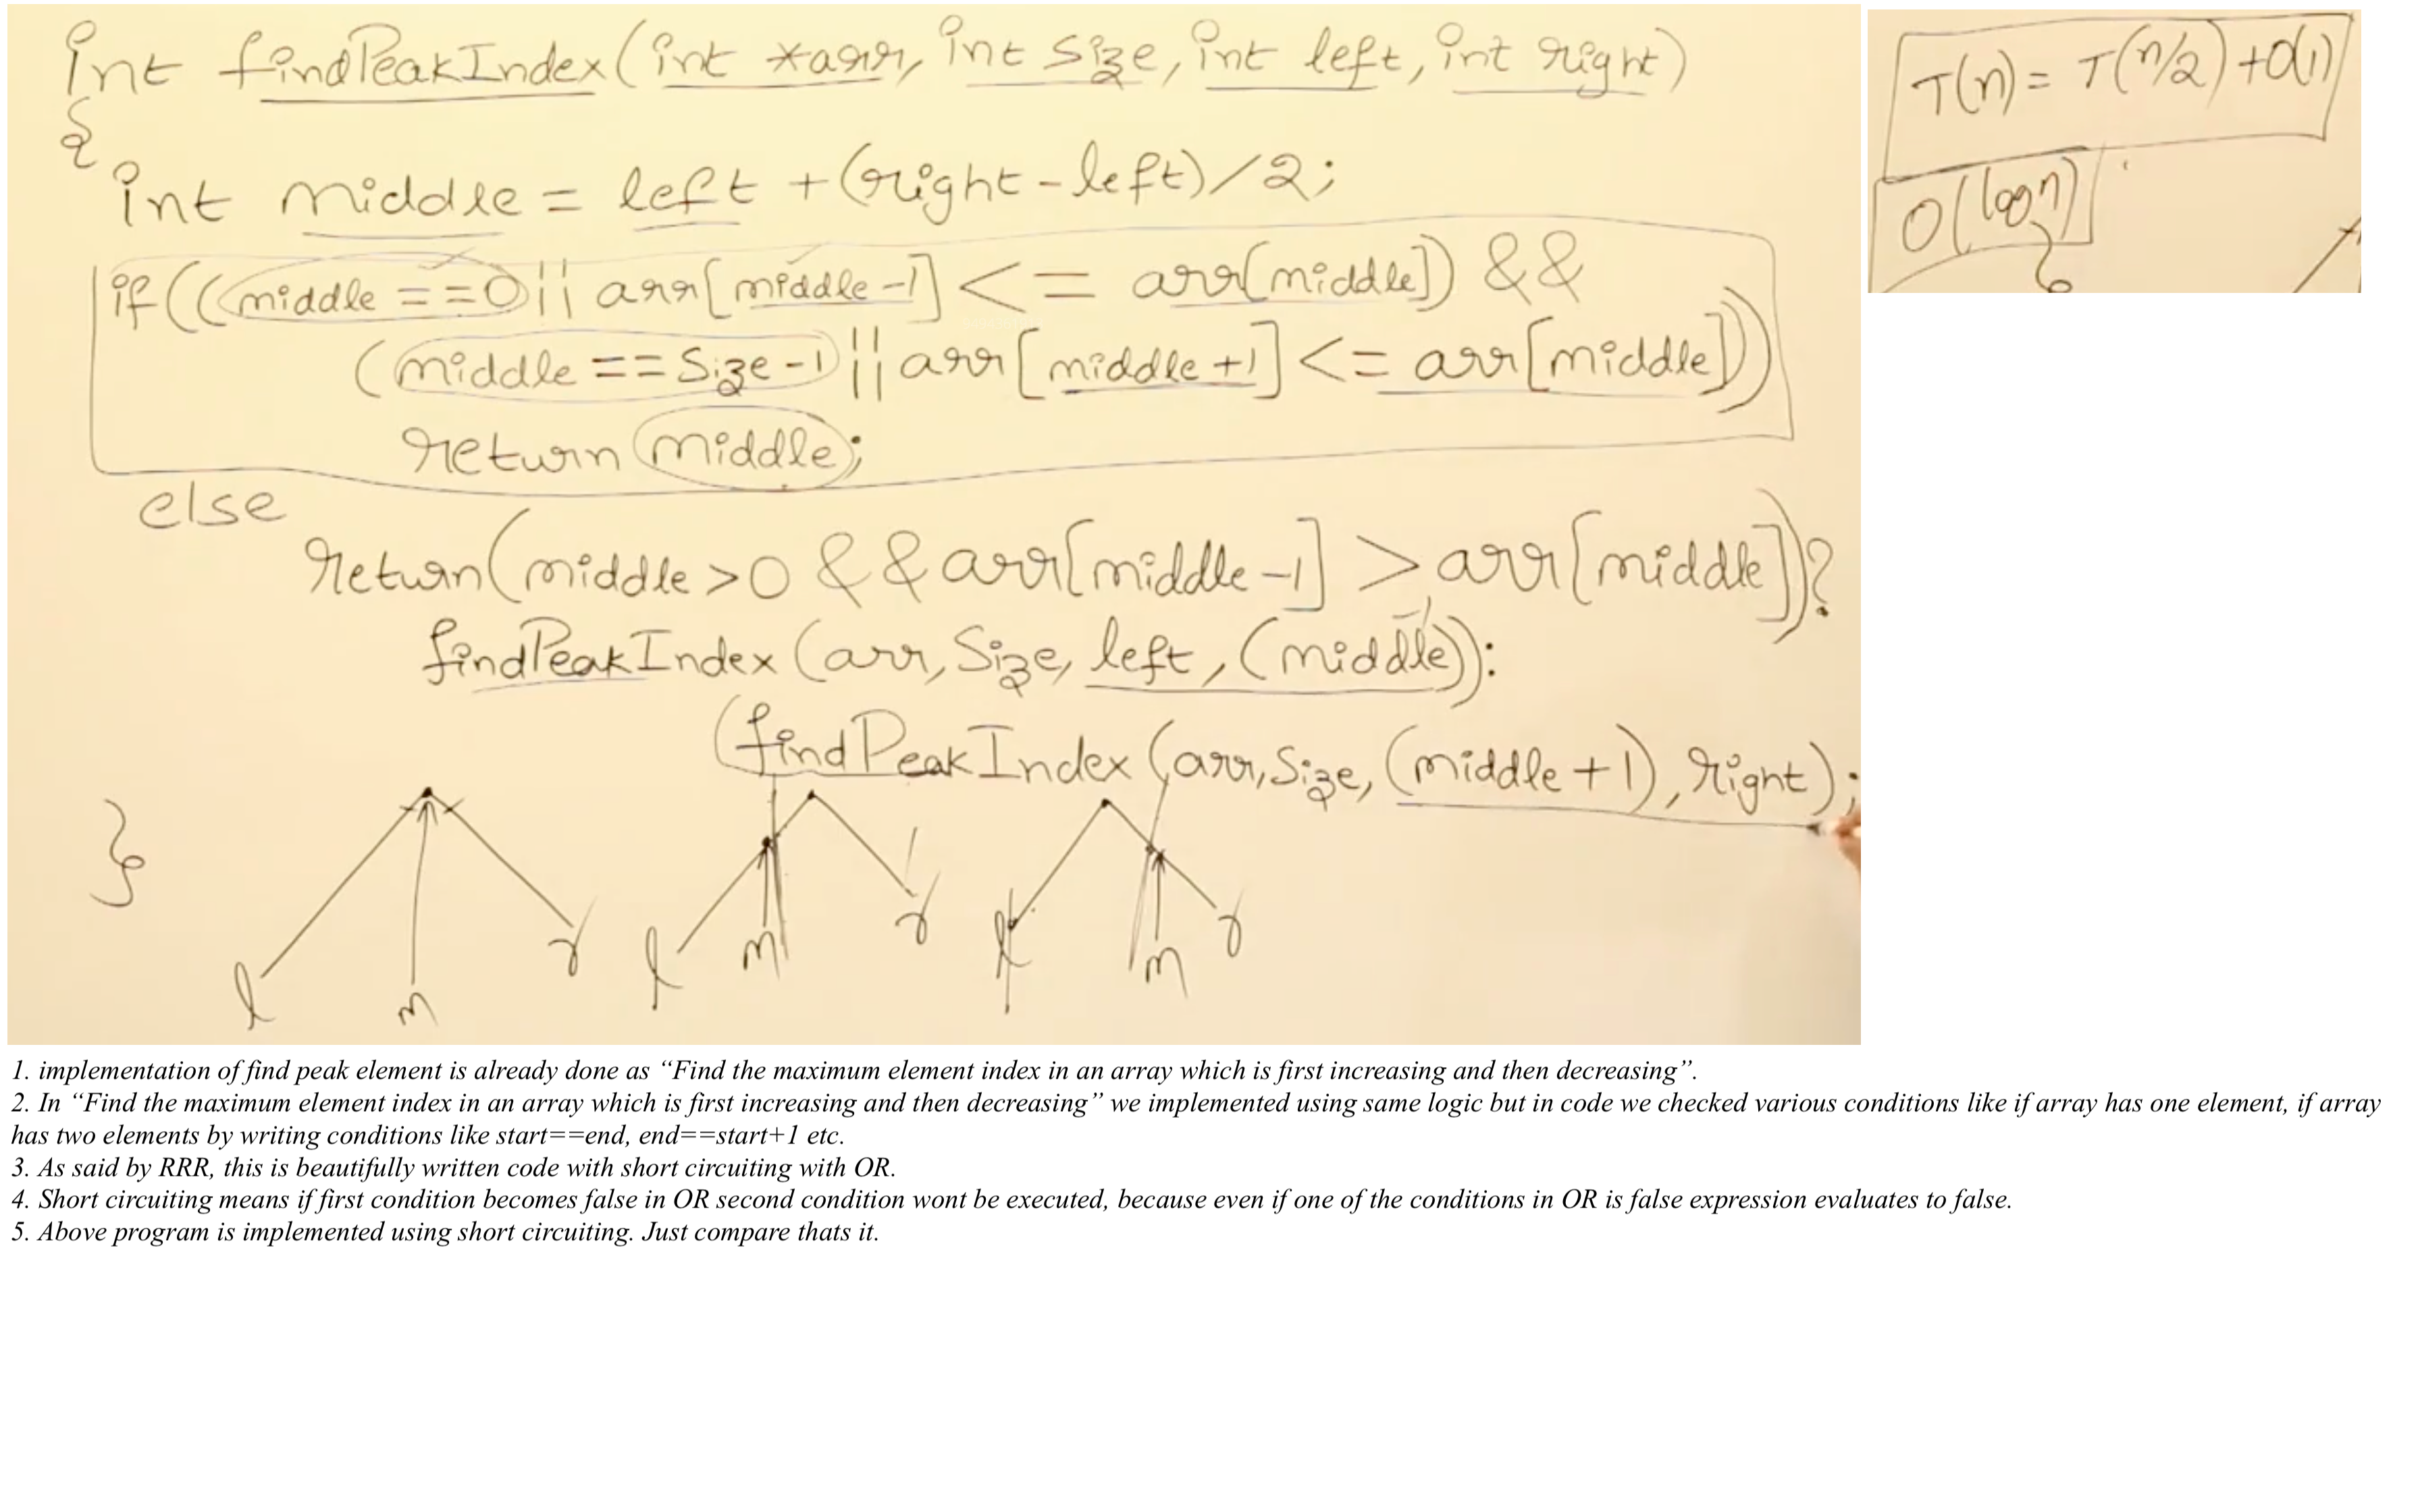 int findPeakIndex(int *arr, int size, int left, int right)
{
int middle = left + (right - left)/2;
if((middle == 0 || arr[middle -1] <= arr[middle]) &&
(middle == Size -1 || arr[middle +1] <= arr[middle]))
return middle;
else
return(middle > 0 && arr[middle -1] > arr[middle])?
findPeakIndex(arr, Size, left, (middle -1)):
(findPeakIndex(arr, Size, (middle + 1), right);
}
l m r
l m r
l m r
T(n) = T(n/2) + O(1)
O(log n)
1. implementation of find peak element is already done as “Find the maximum element index in an array which is first increasing and then decreasing”.
2. In “Find the maximum element index in an array which is first increasing and then decreasing” we implemented using same logic but in code we checked various conditions like if array has one element, if array
has two elements by writing conditions like start==end, end==start+1 etc.
3. As said by RRR, this is beautifully written code with short circuiting with OR.
4. Short circuiting means if first condition becomes false in OR second condition wont be executed, because even if one of the conditions in OR is false expression evaluates to false.
5. Above program is implemented using short circuiting. Just compare thats it.